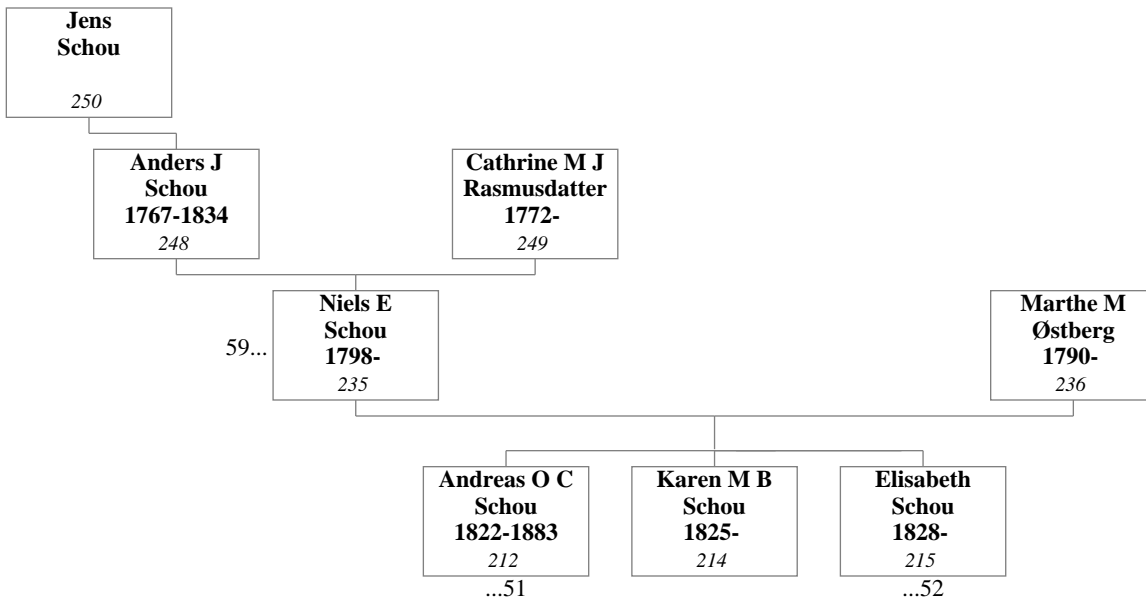 Jens
Schou
250
Anders J
Schou
1767-1834
248
Cathrine M J
Rasmusdatter
1772-
249
59...
Niels E
Schou
1798-
235
Marthe M
Østberg
1790-
236
Andreas O C
Schou
1822-1883
212
...51
Karen M B
Schou
1825-
214
Elisabeth
Schou
1828-
215
...52